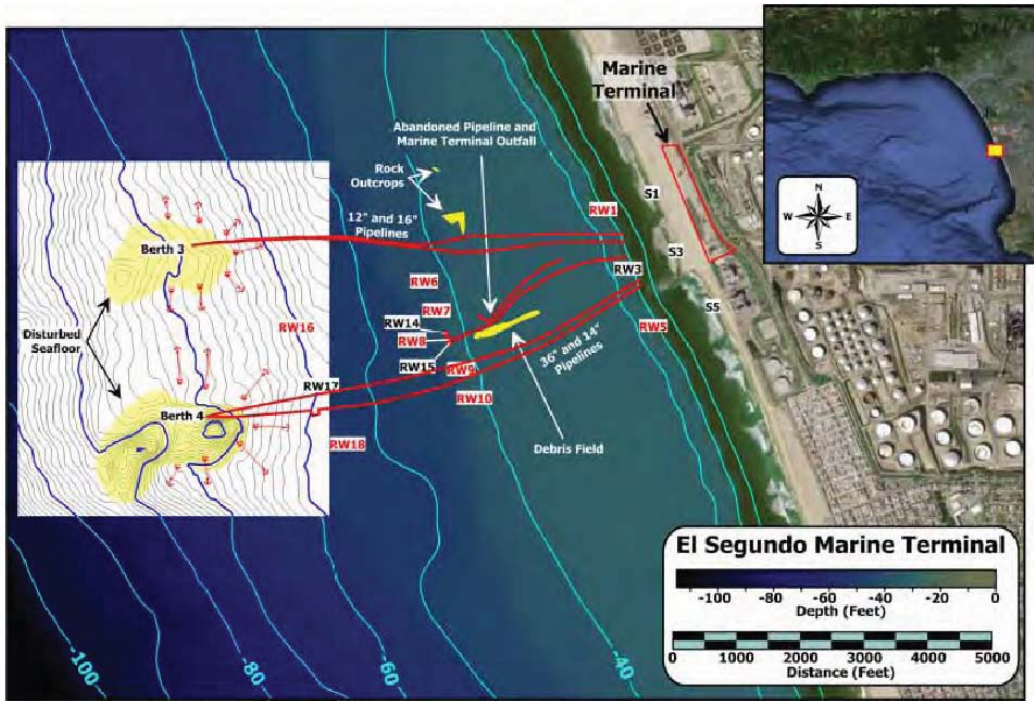 Marine
Terminal
Abandoned Pipeline and
Marine Terminal Outfall
Rock
Outcrops
12" and 16"
Pipelines
S1
RW1
N
W E
S
Berth 3
S3
RW3
RW6
RW7
RW14
RW8
RW15
RW9
RW5
S5
RW16
Disturbed
Seafloor
36" and 14"
Pipelines
RW17
RW10
Berth 4
RW18
Debris Field
El Segundo Marine Terminal
-100 -80 -60 -40 -20 0
Depth (Feet)
0 1000 2000 3000 4000 5000
Distance (Feet)
-100
-80
-60
-40